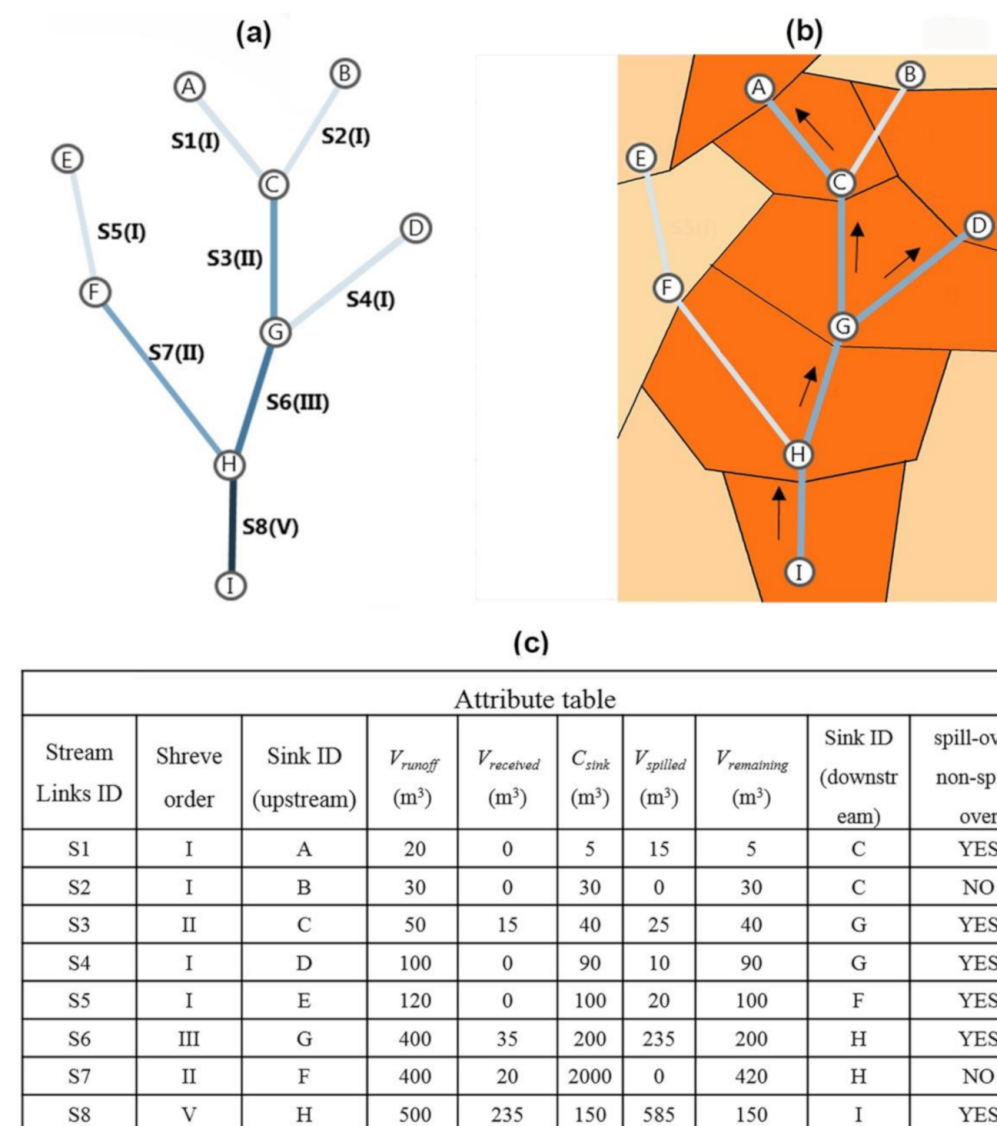 (a)
A
B
S1(I)
S2(I)
E
C
D
S5(I)
S3(II)
S4(I)
F
G
S7(II)
S6(III)
H
S8(V)
I
(b)
A
B
E
C
D
F
G
H
I
(c)
Attribute table
Stream Links ID Shreve order Sink ID (upstream) V_runoff (m³) V_received (m³) C_sink (m³) V_spilled (m³) V_remaining (m³) Sink ID (downstr eam) non-
S1 I A 20 0 5 15 5 C YES
S2 I B 30 0 30 0 30 C NO
S3 II C 50 15 40 25 40 G YES
S4 I D 100 0 90 10 90 G YES
S5 I E 120 0 100 20 100 F YES
S6 III G 400 35 200 235 200 H YES
S7 II F 400 20 2000 0 420 H NO
S8 V H 500 235 150 585 150 I YES